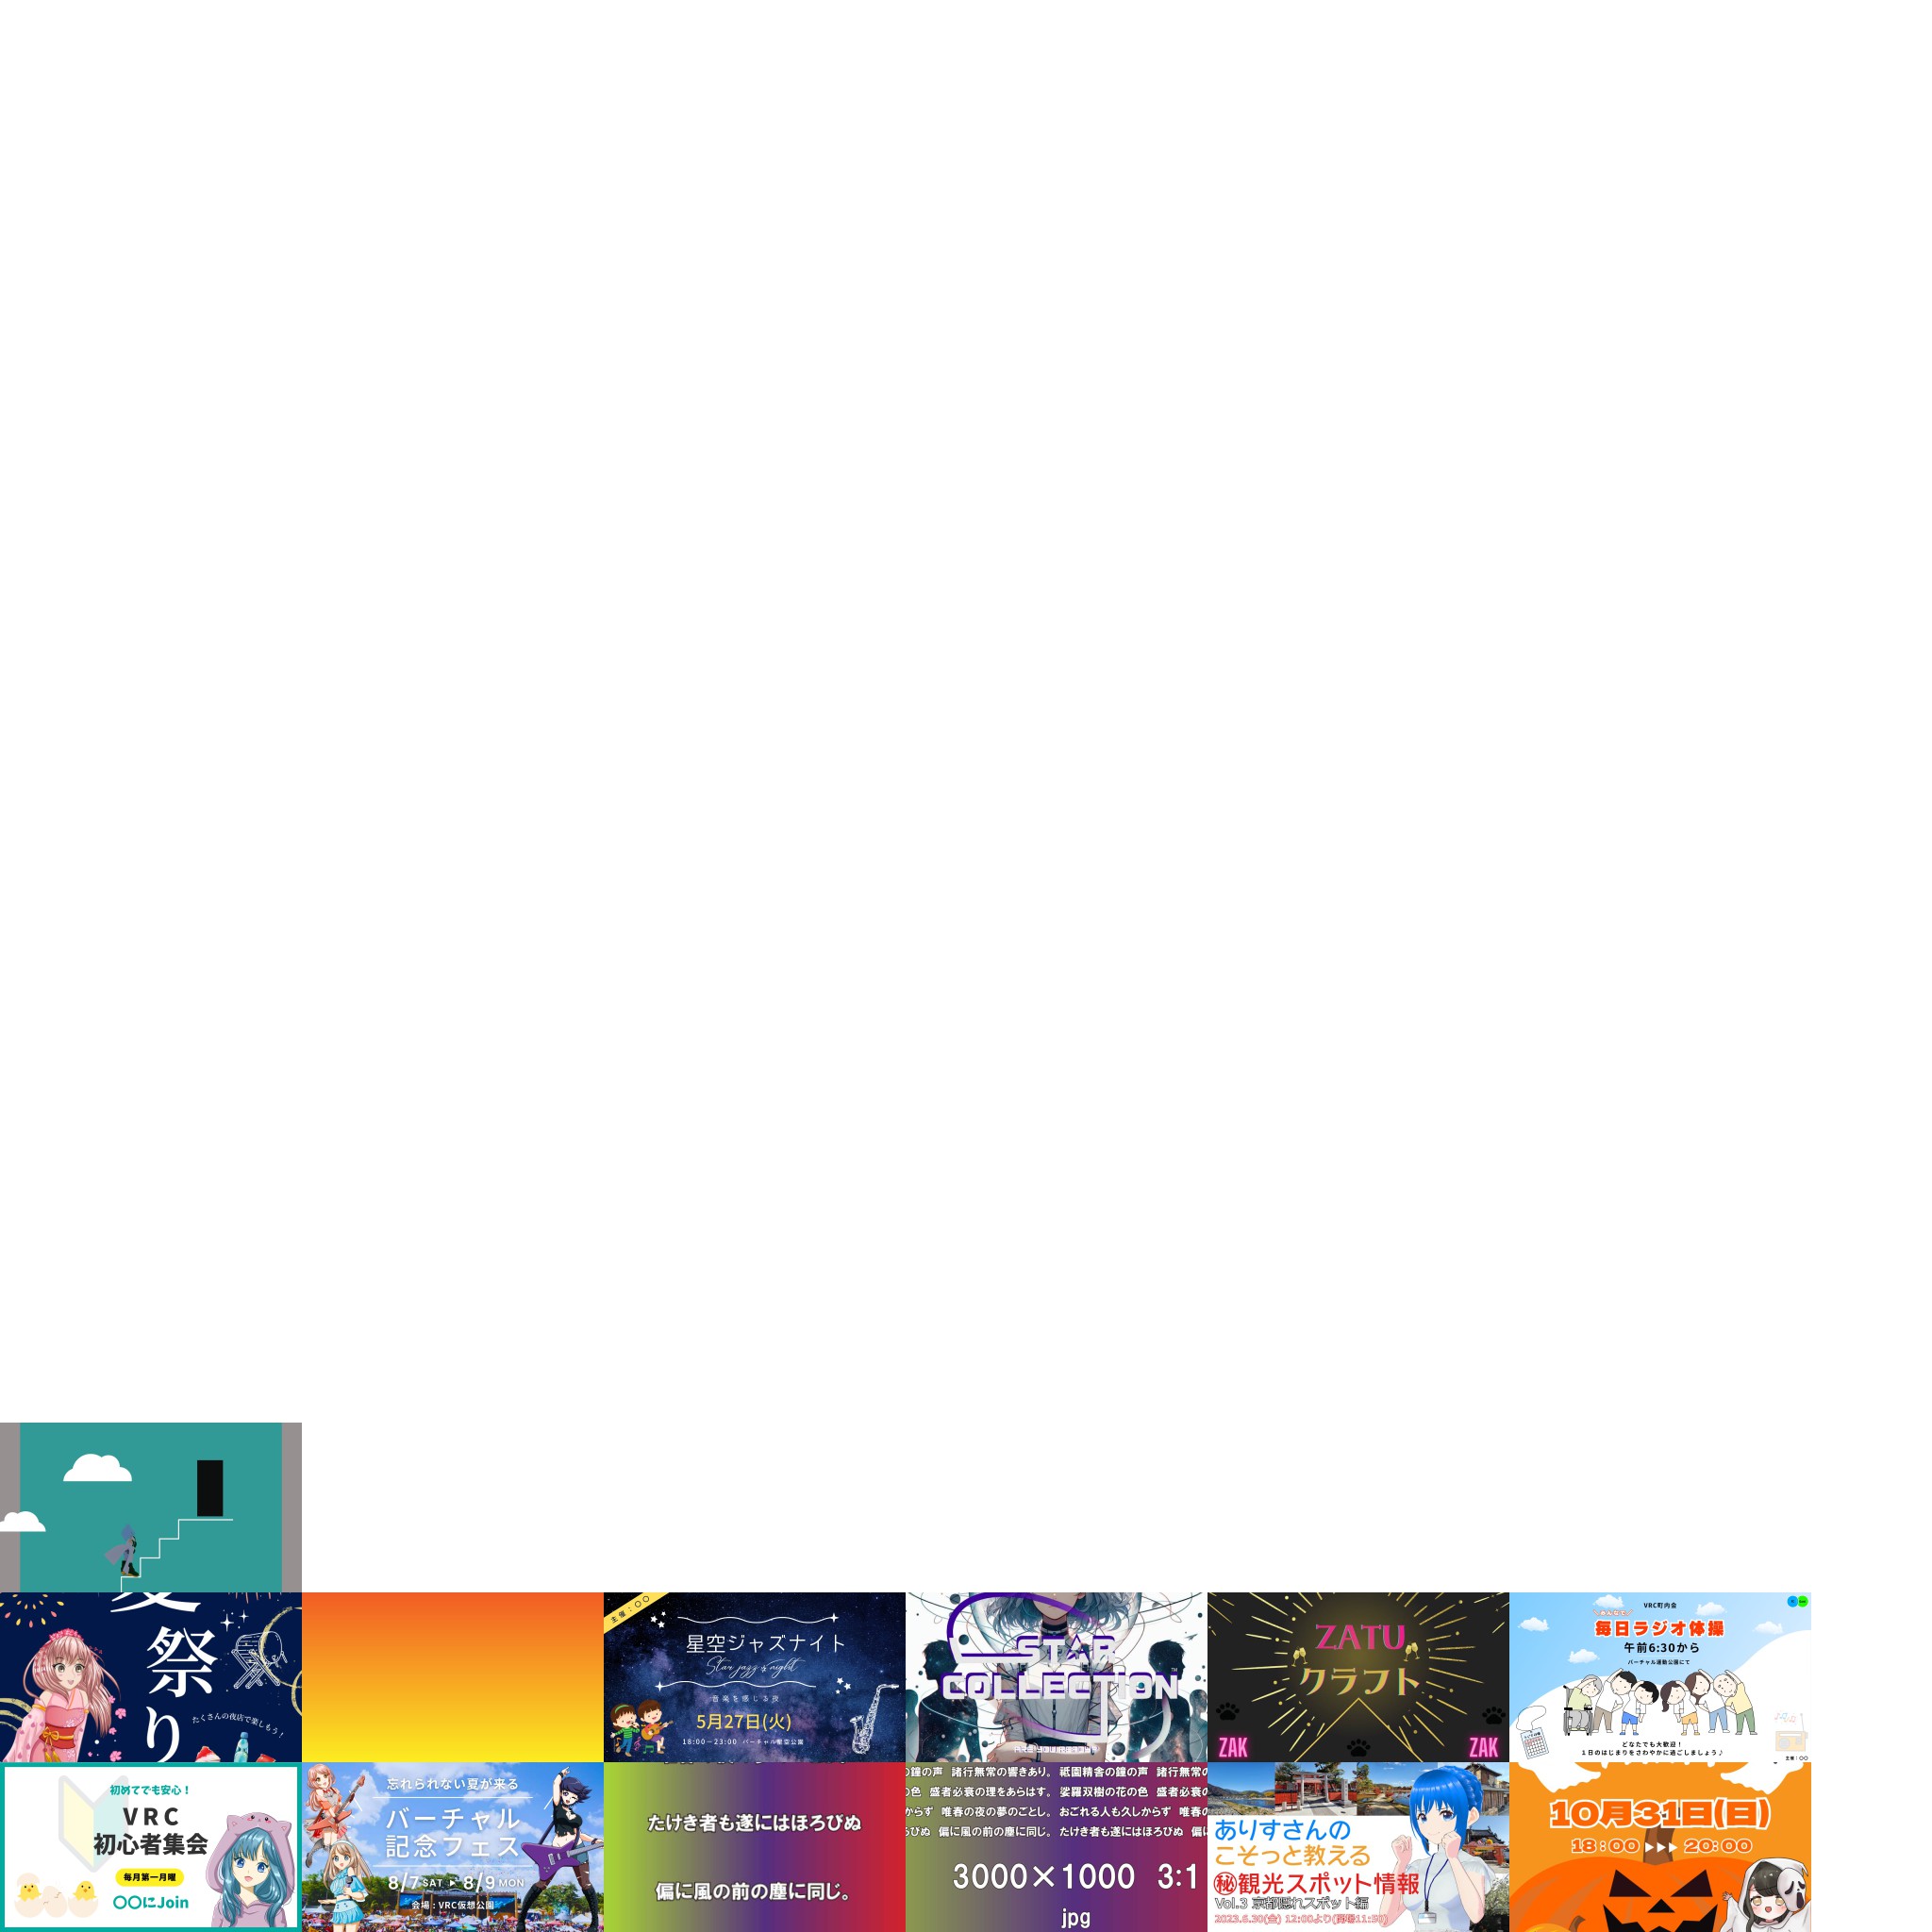 夏
祭
り
たくさんの夜店で楽しもう！
主催：〇〇
星空ジャズナイト
Star jazz night
音楽を感じる夜
5月27日(火)
18:00－23:00 バーチャル星空公園
STAR
COLLECTION
ZATU
クラフト
ZAK
ZAK
VRC町内会
みんなで
毎日ラジオ体操
午前6:30から
バーチャル運動公園にて
どなたでも大歓迎！
１日のはじまりをさわやかに過ごしましょう♪
主催：〇〇
初めてでも安心！
VRC
初心者集会
毎月第一月曜
〇〇にJoin
忘れられない夏が来る
バーチャル
記念フェス
8/7 SAT ▶ 8/9 MON
会場：VRC仮想公園
たけき者も遂にはほろびぬ
偏に風の前の塵に同じ。
の鐘の声 諸行無常の響きあり。 祇園精舎の鐘の声 諸行無常の
の色 盛者必衰の理をあらはす。 娑羅双樹の花の色 盛者必衰の
からず 唯春の夜の夢のごとし。 おごれる人も久しからず 唯春の
ろびぬ 偏に風の前の塵に同じ。 たけき者も遂にはほろびぬ 偏に
3000×1000 3:1
jpg
ありすさんの
こそっと教える
㊙観光スポット情報
Vol.3 京都隠れスポット編
2023.6.30(金) 12:00より(開場11:50)
10月31日(日)
18:00 ▶▶▶ 20:00